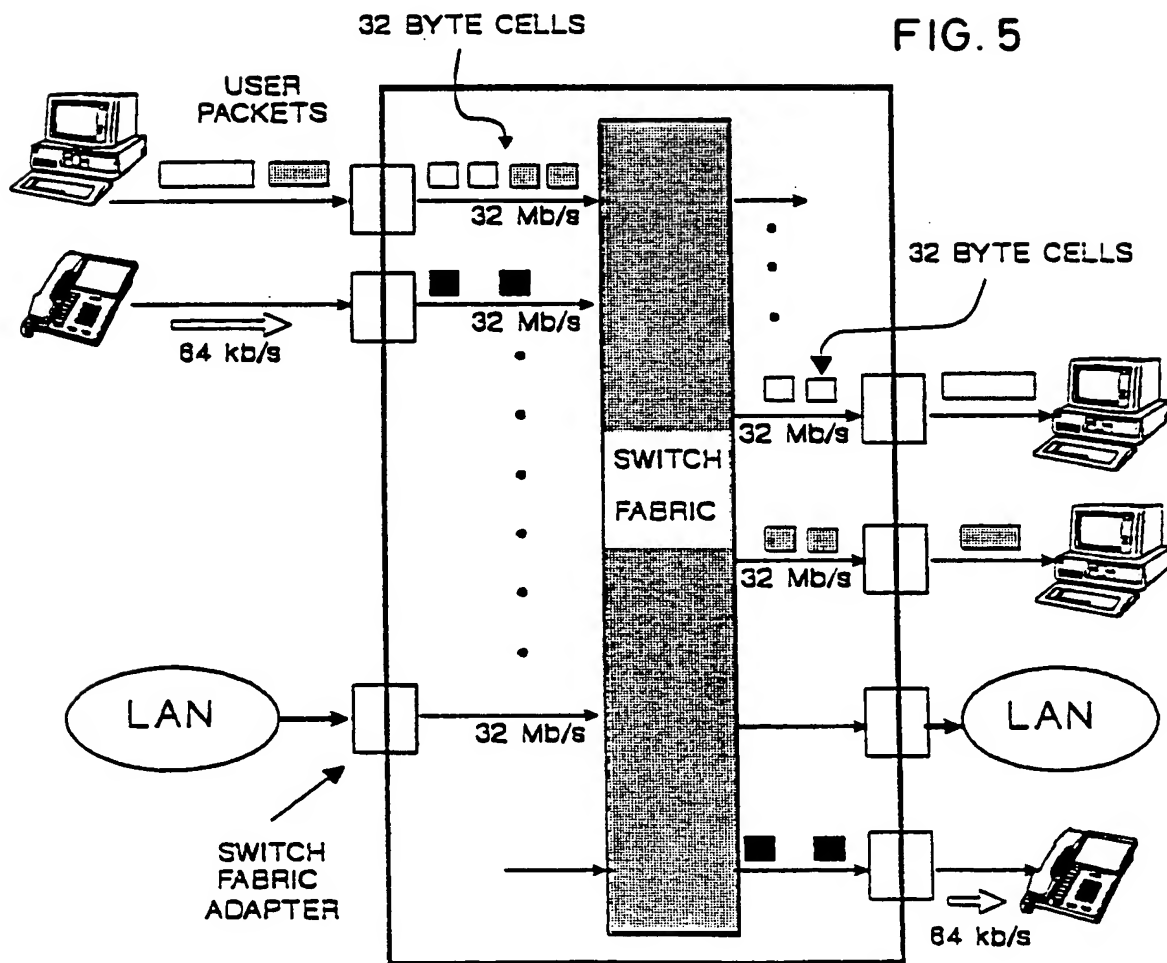 32 BYTE CELLS
FIG. 5
USER
PACKETS
32 Mb/s
32 Mb/s
64 kb/s
32 BYTE CELLS
32 Mb/s
SWITCH
FABRIC
32 Mb/s
LAN
32 Mb/s
LAN
SWITCH
FABRIC
ADAPTER
64 kb/s